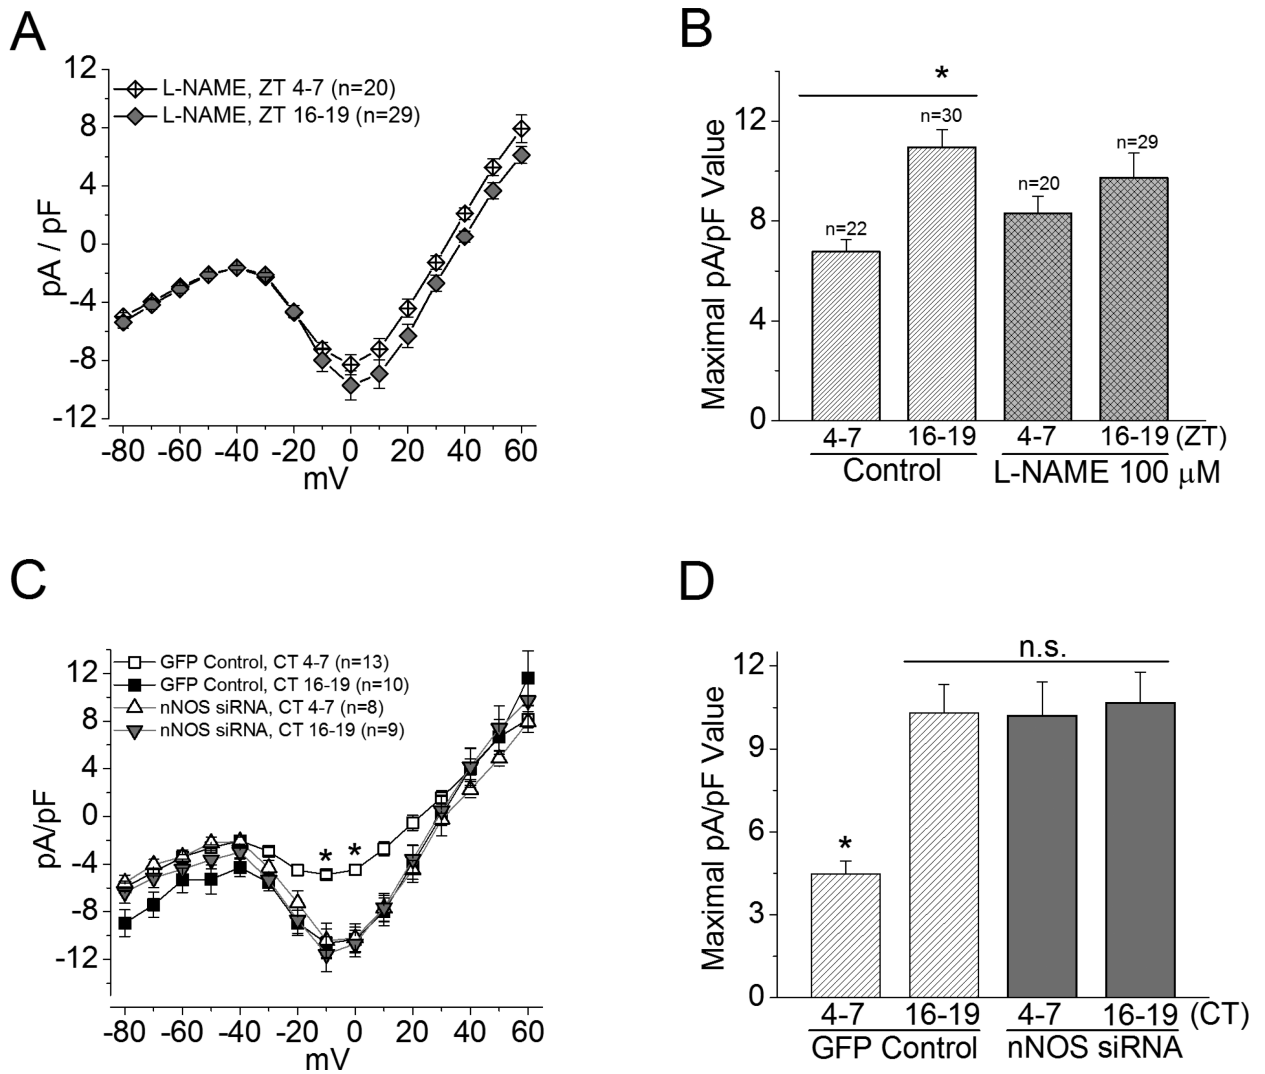 A
12
8
4
0
-4
-8
-12
pA / pF
L-NAME, ZT 4-7 (n=20)
L-NAME, ZT 16-19 (n=29)
-80 -60 -40 -20 0 20 40 60
mV
B
12
8
4
0
Maximal pA/pF Value
*
n=22
n=30
n=20
n=29
4-7 16-19 4-7 16-19 (ZT)
Control L-NAME 100 μM
C
12
8
4
0
-4
-8
-12
pA/pF
GFP Control, CT 4-7 (n=13)
GFP Control, CT 16-19 (n=10)
nNOS siRNA, CT 4-7 (n=8)
nNOS siRNA, CT 16-19 (n=9)
* *
-80 -60 -40 -20 0 20 40 60
mV
D
12
9
6
3
0
Maximal pA/pF Value
n.s.
*
4-7 16-19 4-7 16-19 (CT)
GFP Control nNOS siRNA